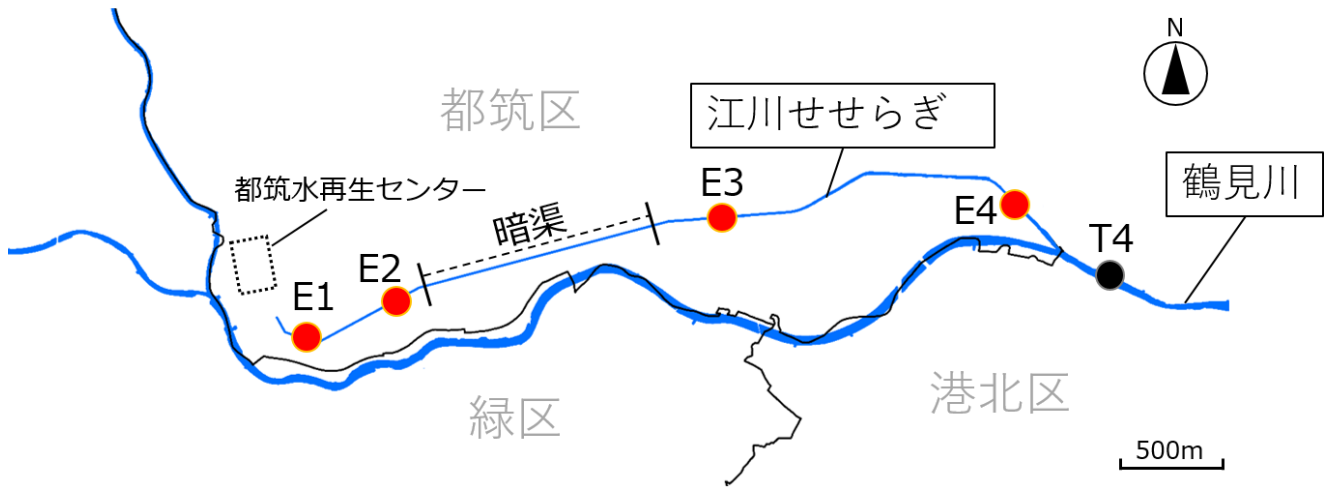 N
都筑区
江川せせらぎ
鶴見川
都筑水再生センター
暗渠
E3
E4
T4
E2
E1
緑区
港北区
500m